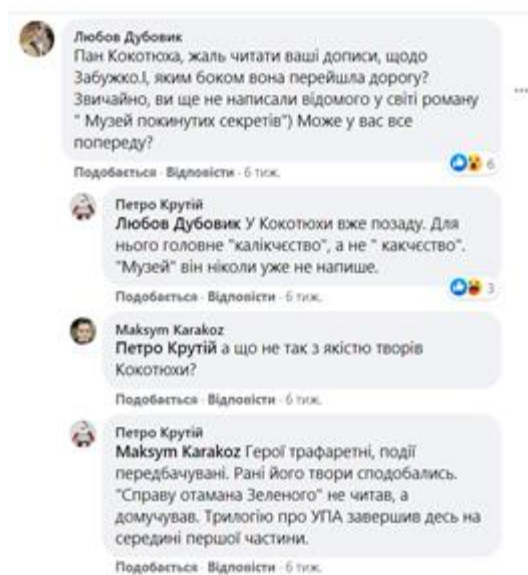 Любов Дубовик
Пан Кокотюха, жаль читати ваші дописи, щодо
Забужко.І, яким боком вона перейшла дорогу?
Звичайно, ви ще не написали відомого у світі роману
" Музей покинутих секретів") Може у вас все
попереду?
6
Подобається · Відповісти · 6 тиж.
Петро Крутій
Любов Дубовик У Кокотюхи вже позаду. Для
нього головне "калікчєство", а не " какчєство".
"Музей" він ніколи уже не напише.
3
Подобається · Відповісти · 6 тиж.
Maksym Karakoz
Петро Крутій а що не так з якістю творів
Кокотюхи?
Подобається · Відповісти · 6 тиж.
Петро Крутій
Maksym Karakoz Герої трафаретні, події
передбачувані. Рані його твори сподобались.
"Справу отамана Зеленого" не читав, а
домучував. Трилогію про УПА завершив десь на
середині першої частини.
Подобається · Відповісти · 6 тиж.